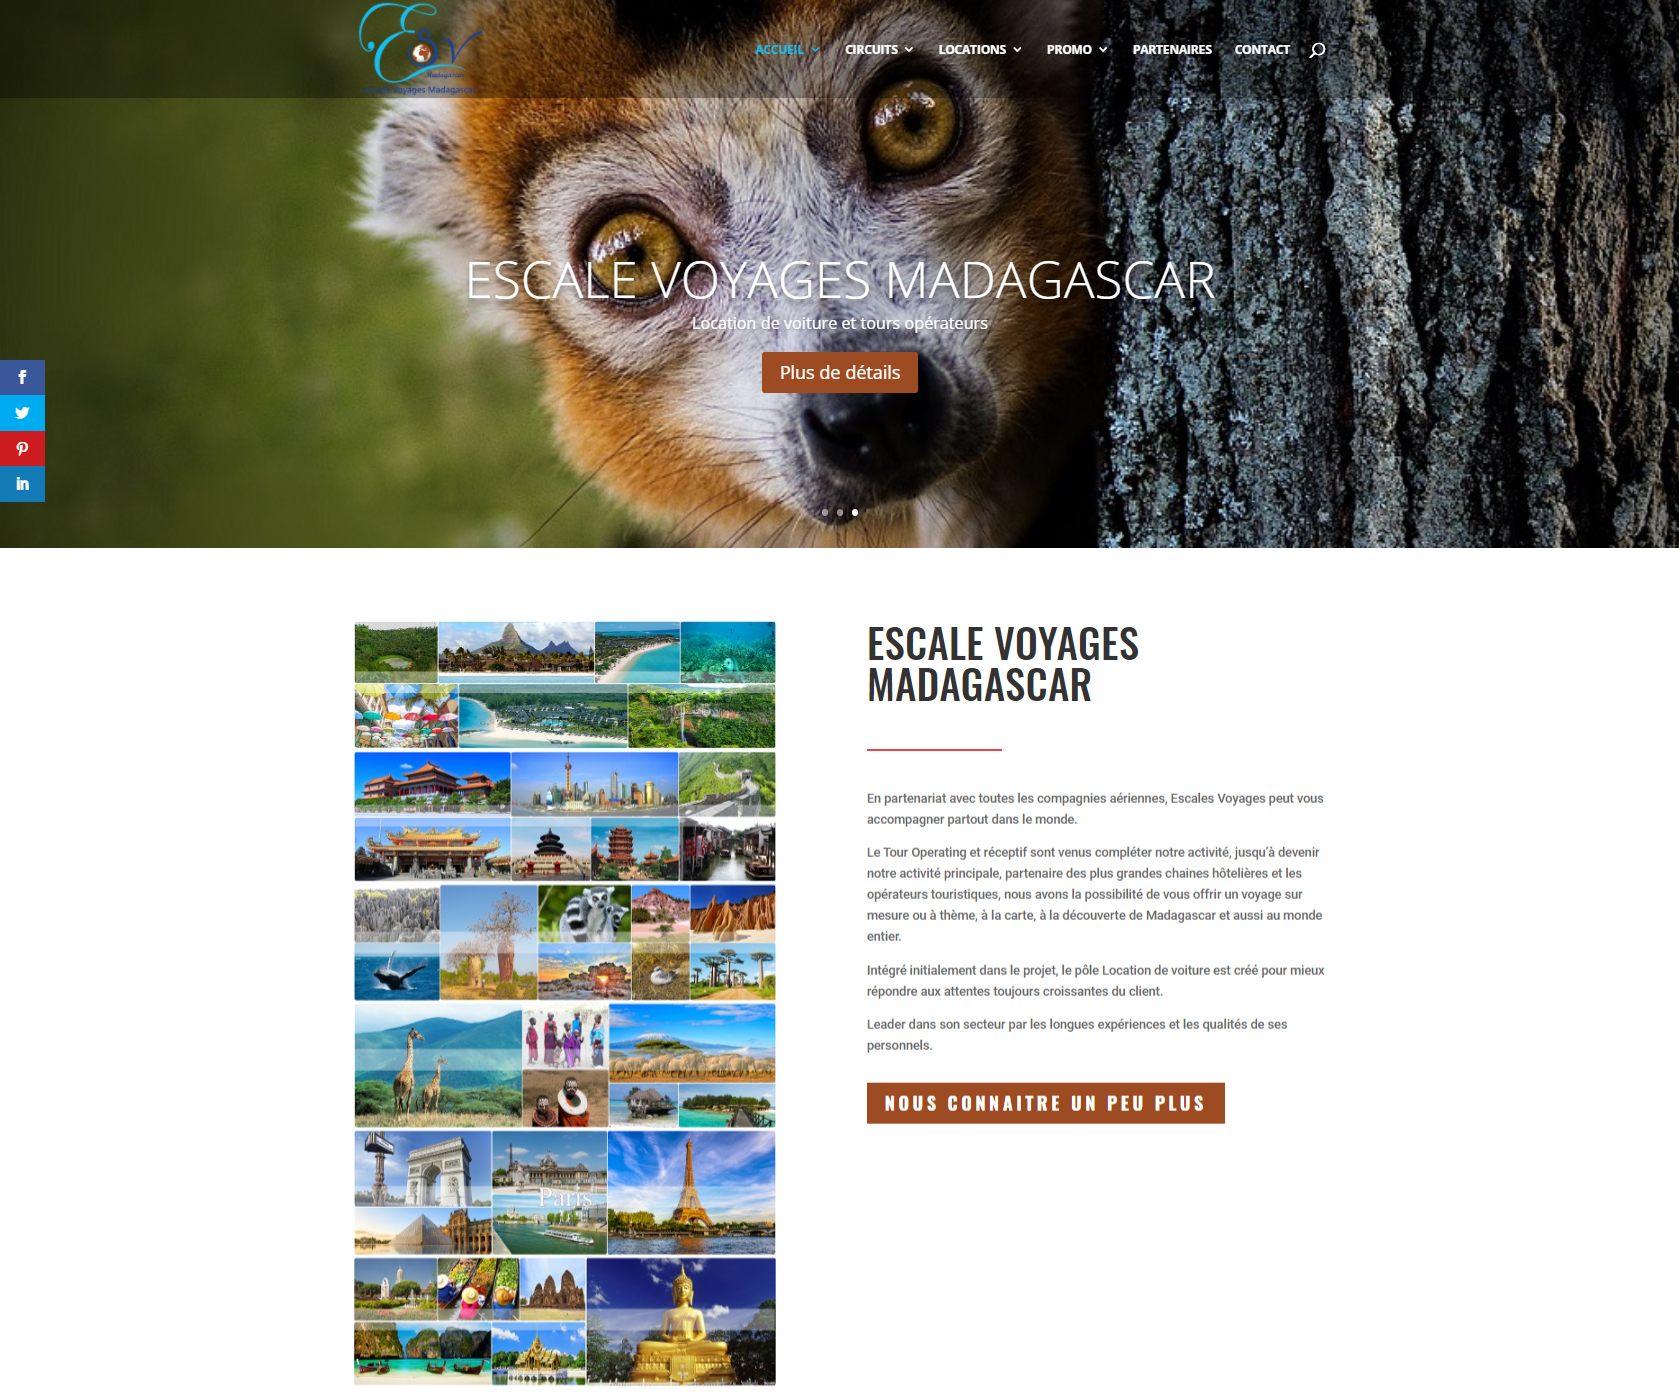 ESV
Madagascar
Voyages Madagascar
ACCUEIL
CIRCUITS
LOCATIONS
PROMO
PARTENAIRES
CONTACT
ESCALE VOYAGES MADAGASCAR
Location de voiture et tours opérateurs
Plus de détails
ESCALE VOYAGES
MADAGASCAR
En partenariat avec toutes les compagnies aériennes, Escales Voyages peut vous
accompagner partout dans le monde.
Le Tour Operating et réceptif sont venus compléter notre activité, jusqu'à devenir
notre activité principale, partenaire des plus grandes chaines hôtelières et les
opérateurs touristiques, nous avons la possibilité de vous offrir un voyage sur
mesure ou à thème, à la carte, à la découverte de Madagascar et aussi au monde
entier.
Intégré initialement dans le projet, le pôle Location de voiture est créé pour mieux
répondre aux attentes toujours croissantes du client.
Leader dans son secteur par les longues expériences et les qualités de ses
personnels.
NOUS CONNAITRE UN PEU PLUS
Paris